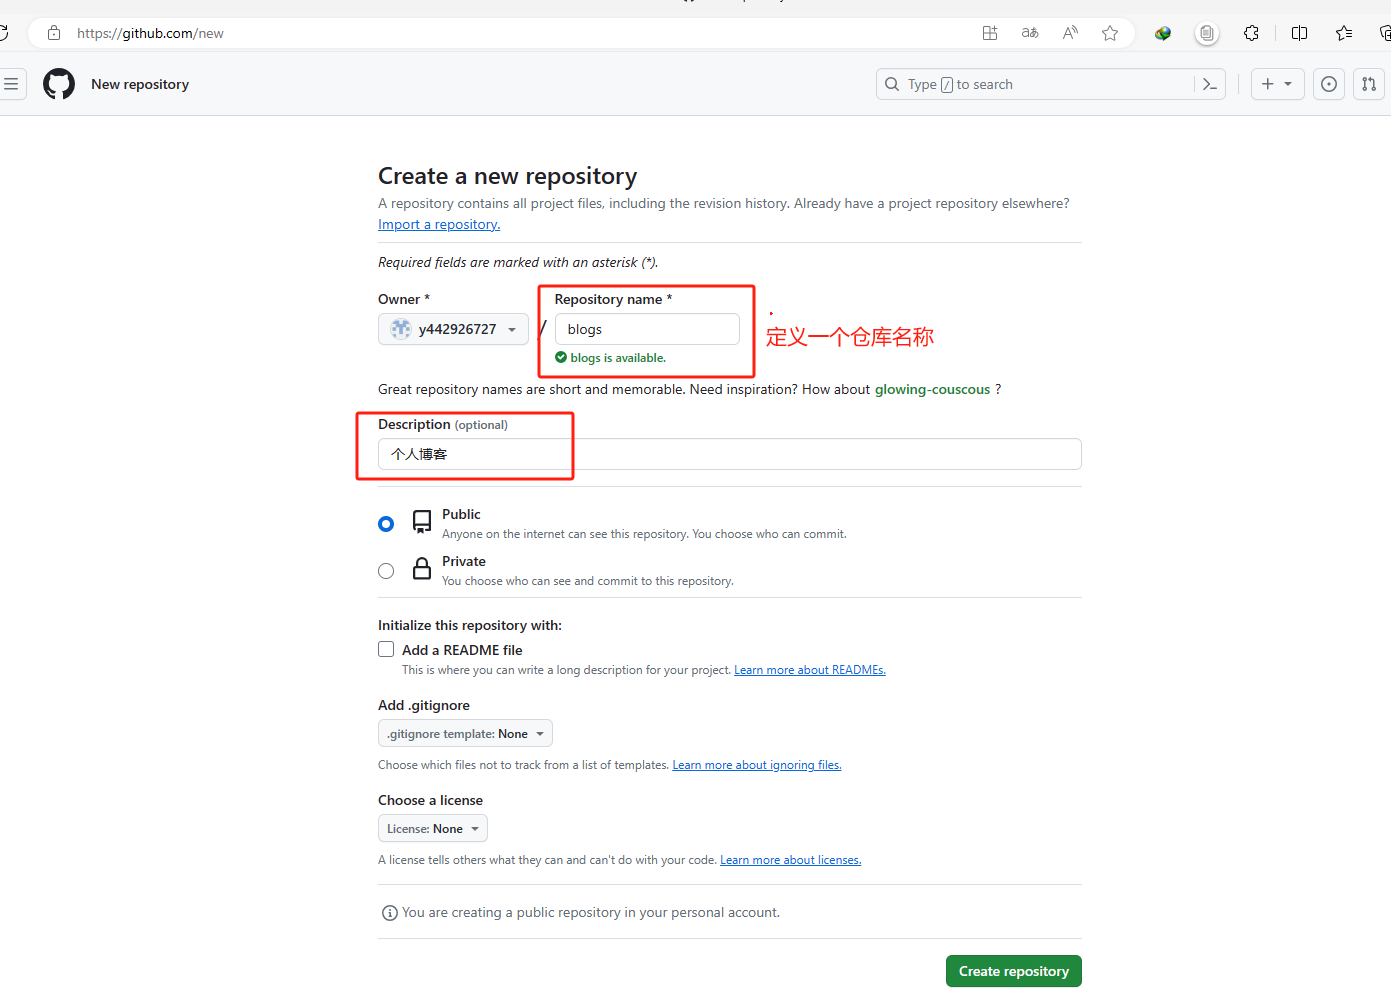 https://github.com/new
New repository
Type / to search
Create a new repository
A repository contains all project files, including the revision history. Already have a project repository elsewhere?
Import a repository.
Required fields are marked with an asterisk (*).
Owner *
Repository name *
y442926727
/
blogs
定义一个仓库名称
blogs is available.
Great repository names are short and memorable. Need inspiration? How about glowing-couscous ?
Description (optional)
个人博客
Public
Anyone on the internet can see this repository. You choose who can commit.
Private
You choose who can see and commit to this repository.
Initialize this repository with:
Add a README file
This is where you can write a long description for your project. Learn more about READMEs.
Add .gitignore
.gitignore template: None
Choose which files not to track from a list of templates. Learn more about ignoring files.
Choose a license
License: None
A license tells others what they can and can't do with your code. Learn more about licenses.
You are creating a public repository in your personal account.
Create repository